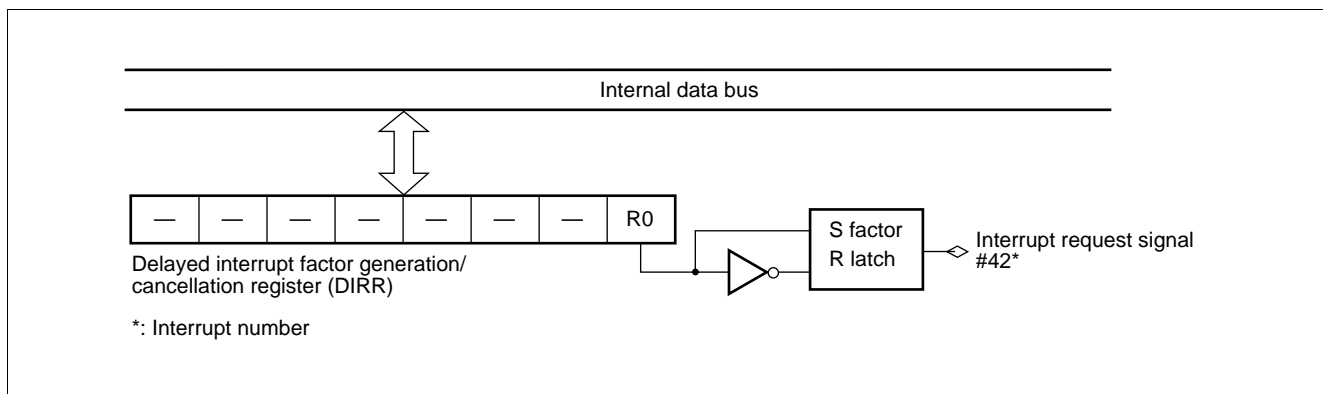 Internal data bus
— — — — — — — R0
S factor
R latch
Interrupt request signal
#42*
Delayed interrupt factor generation/
cancellation register (DIRR)
*: Interrupt number